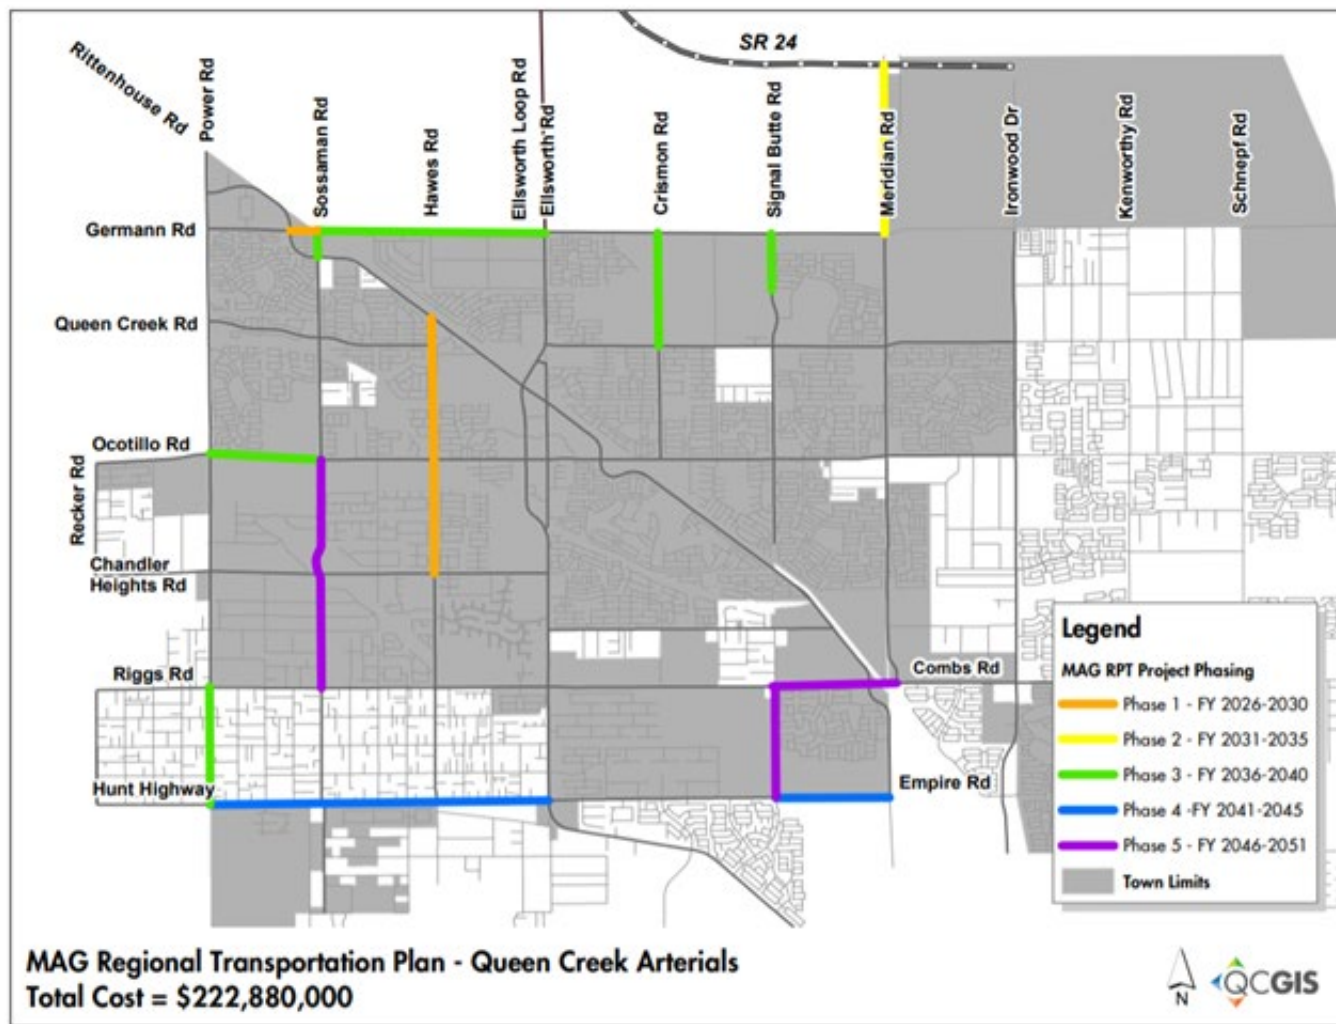 SR 24
Rittenhouse Rd
Power Rd
Sossaman Rd
Hawes Rd
Ellsworth Loop Rd
Ellsworth Rd
Crismon Rd
Signal Butte Rd
Meridian Rd
Ironwood Dr
Kenworthy Rd
Schnepf Rd
Germann Rd
Queen Creek Rd
Ocotillo Rd
Recker Rd
Chandler
Heights Rd
Riggs Rd
Combs Rd
Hunt Highway
Empire Rd
Legend
MAG RPT Project Phasing
Phase 1 - FY 2026-2030
Phase 2 - FY 2031-2035
Phase 3 - FY 2036-2040
Phase 4 -FY 2041-2045
Phase 5 - FY 2046-2051
Town Limits
MAG Regional Transportation Plan - Queen Creek Arterials
Total Cost = $222,880,000
N
QCGIS